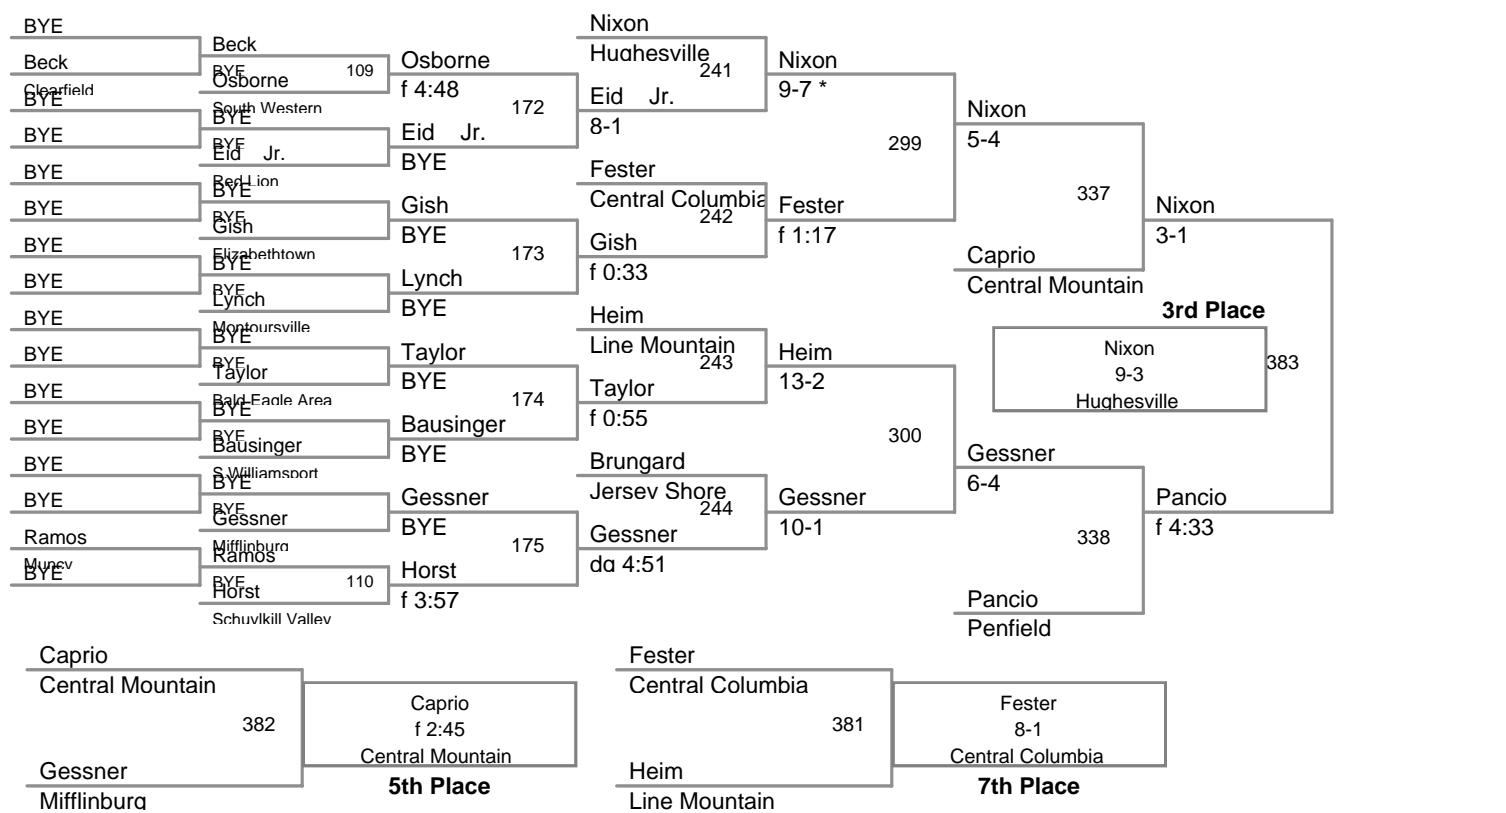 BYE
Beck
Clearfield
BYE
BYE
BYE
BYE
BYE
BYE
BYE
BYE
BYE
BYE
BYE
BYE
Ramos
Muncy
BYE
Beck
BYE
109
Osborne
South Western
BYE
BYE
Eid Jr.
Red Lion
BYE
BYE
Gish
Elizabethtown
BYE
BYE
Lynch
Montoursville
BYE
BYE
Taylor
Bald Eagle Area
BYE
BYE
Bausinger
S.Williamsport
BYE
BYE
Gessner
Mifflinburg
Ramos
BYE
110
Horst
Schuylkill Valley
Osborne
f 4:48
172
Eid Jr.
BYE
Gish
BYE
173
Lynch
BYE
Taylor
BYE
174
Bausinger
BYE
Gessner
BYE
175
Horst
f 3:57
Nixon
Hughesville
241
Eid Jr.
8-1
Fester
Central Columbia
242
Gish
f 0:33
Heim
Line Mountain
243
Taylor
f 0:55
Brungard
Jersey Shore
244
Gessner
dq 4:51
Nixon
9-7 *
299
Fester
f 1:17
Heim
13-2
300
Gessner
10-1
Nixon
5-4
337
Caprio
Central Mountain
Gessner
6-4
338
Pancio
Penfield
Nixon
3-1
3rd Place
Nixon
9-3
Hughesville
383
Pancio
f 4:33
Caprio
Central Mountain
382
Gessner
Mifflinburg
Caprio
f 2:45
Central Mountain
5th Place
Fester
Central Columbia
381
Heim
Line Mountain
Fester
8-1
Central Columbia
7th Place